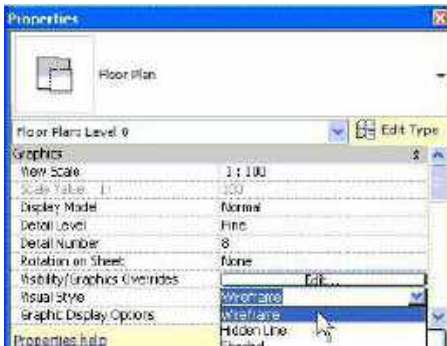 Properties
Floor Plan
Floor Plan: Level 0
Edit Type
Graphics
View Scale 1 : 100
Scale Value 1: 100
Display Model Normal
Detail Level Fine
Detail Number 8
Rotation on Sheet None
Visibility/Graphics Overrides Edit...
Visual Style Wireframe
Graphic Display Options Wireframe
Hidden Line
Properties help Shaded